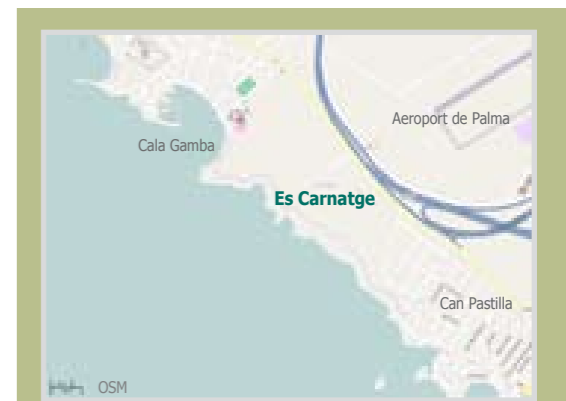 Aeroport de Palma
Cala Gamba
Es Carnatge
Can Pastilla
OSM